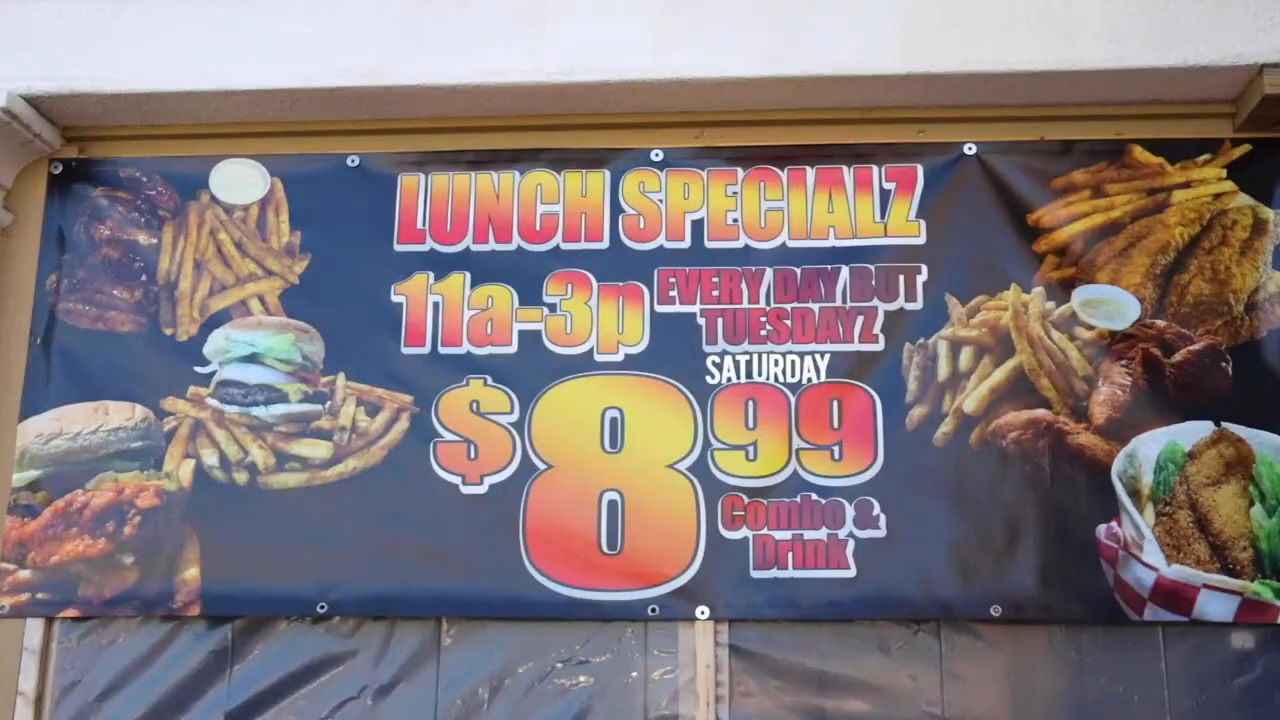 LUNCH SPECIALZ
11a-3p
EVERY DAY BUT
TUESDAYZ
SATURDAY
$8 99
Combo &
Drink